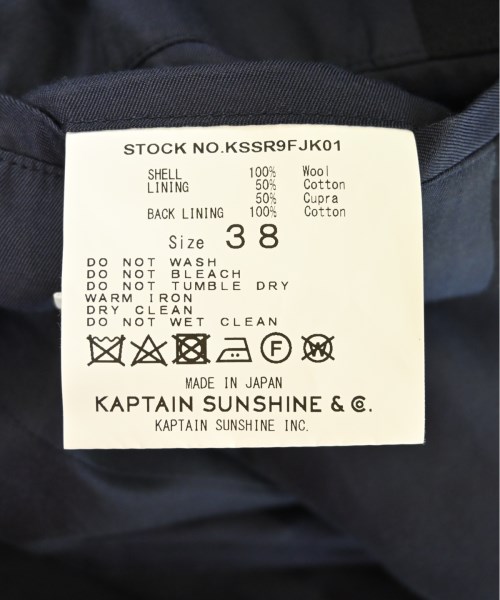 STOCK NO.KSSR9FJK01
SHELL 100% Wool
LINING 50% Cotton
50% Cupra
BACK LINING 100% Cotton
Size 38
DO NOT WASH
DO NOT BLEACH
DO NOT TUMBLE DRY
WARM IRON
DRY CLEAN
DO NOT WET CLEAN
F W
MADE IN JAPAN
KAPTAIN SUNSHINE & Co.
KAPTAIN SUNSHINE INC.